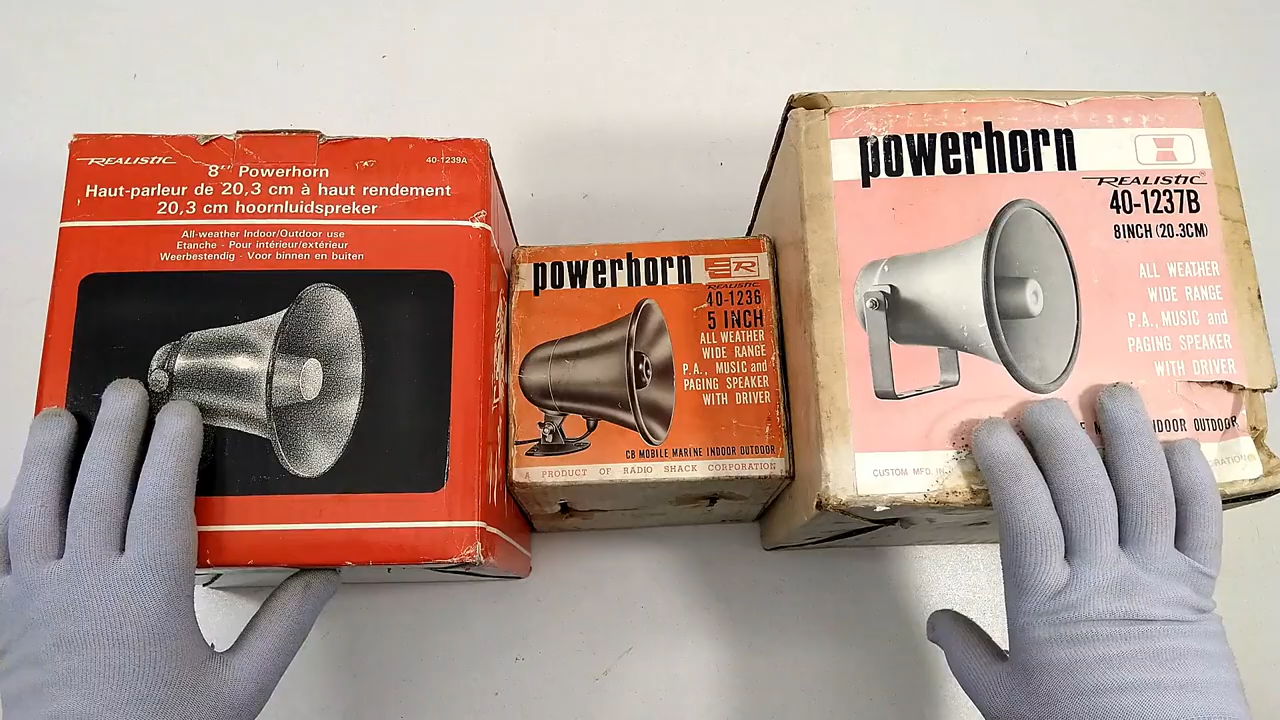 REALISTIC
40-1239A
8" Powerhorn
Haut-parleur de 20,3 cm à haut rendement
20,3 cm hoornluidspreker
All-weather Indoor/Outdoor use
Etanche - Pour intérieur/extérieur
Weerbestendig - Voor binnen en buiten
powerhorn
REALISTIC
40-1236
5 INCH
ALL WEATHER
WIDE RANGE
P.A., MUSIC and
PAGING SPEAKER
WITH DRIVER
CB MOBILE MARINE INDOOR OUTDOOR
A PRODUCT OF RADIO SHACK CORPORATION
powerhorn
REALISTIC®
40-1237B
8 INCH (20.3CM)
ALL WEATHER
WIDE RANGE
P.A., MUSIC and
PAGING SPEAKER
WITH DRIVER
OUTDOOR
CUSTOM MFD.